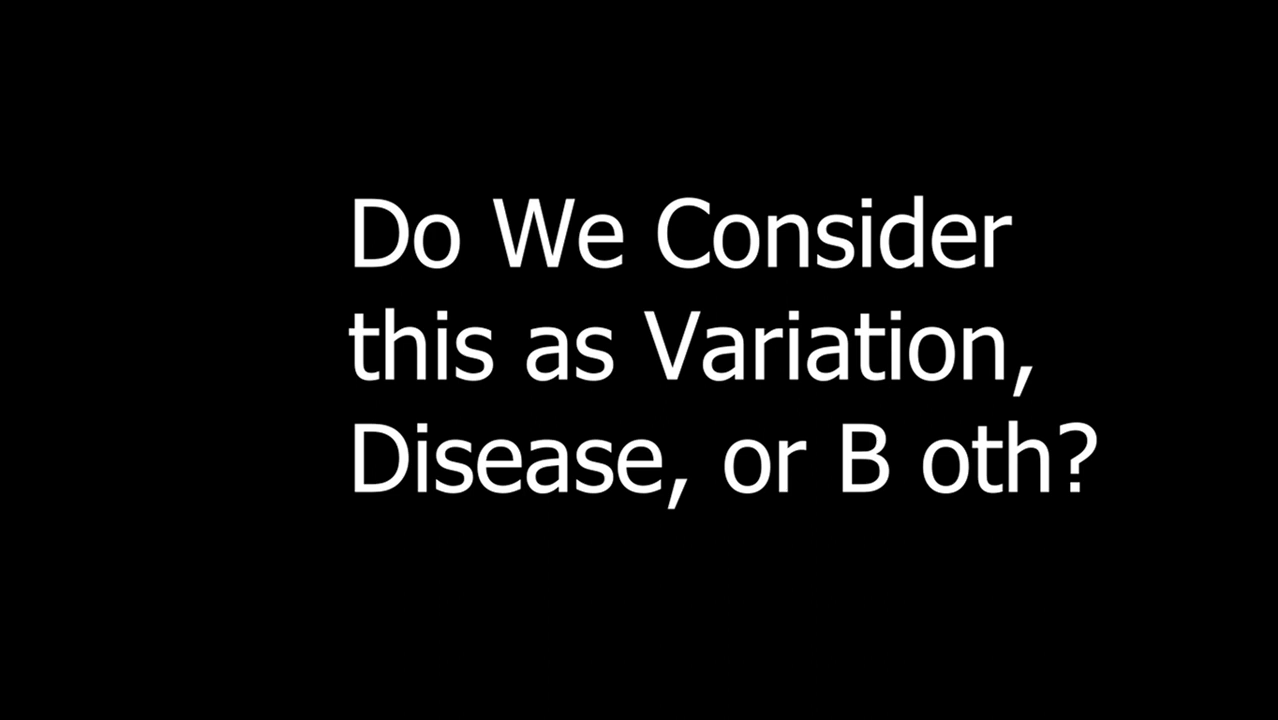 Do We Consider
this as Variation,
Disease, or B oth?